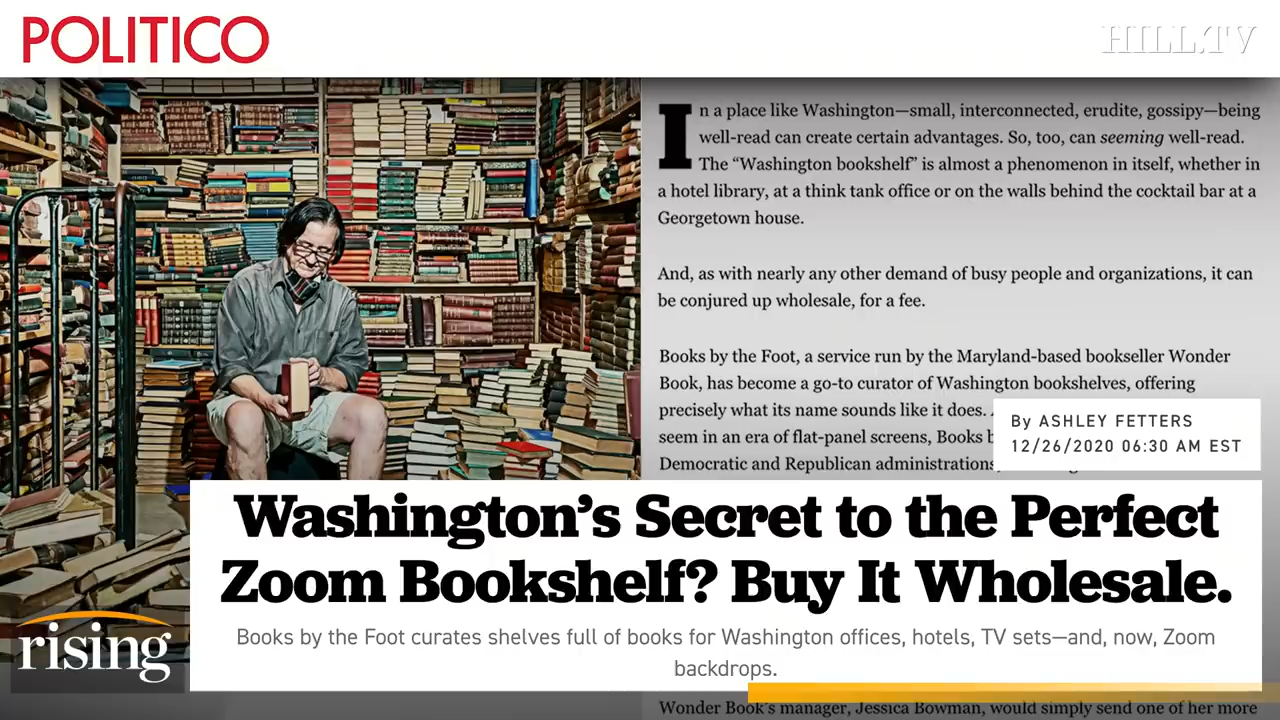 POLITICO
HILL.TV
In a place like Washington—small, interconnected, erudite, gossipy—being
well-read can create certain advantages. So, too, can seeming well-read.
The “Washington bookshelf” is almost a phenomenon in itself, whether in
a hotel library, at a think tank office or on the walls behind the cocktail bar at a
Georgetown house.
And, as with nearly any other demand of busy people and organizations, it can
be conjured up wholesale, for a fee.
Books by the Foot, a service run by the Maryland-based bookseller Wonder
Book, has become a go-to curator of Washington bookshelves, offering
precisely what its name sounds like it does.
seem in an era of flat-panel screens, Books
Democratic and Republican administrations,
By ASHLEY FETTERS
12/26/2020 06:30 AM EST
Washington’s Secret to the Perfect
Zoom Bookshelf? Buy It Wholesale.
Books by the Foot curates shelves full of books for Washington offices, hotels, TV sets—and, now, Zoom
backdrops.
rising
Wonder Book’s manager, Jessica Bowman, would simply send one of her more